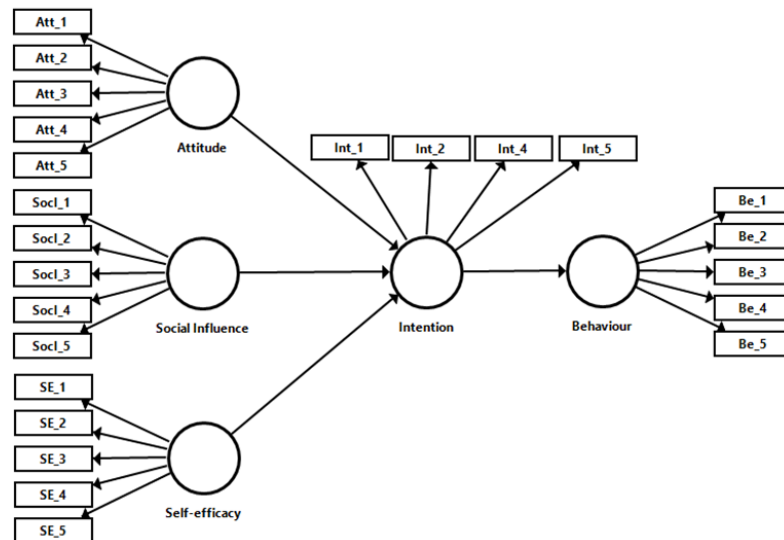 Att_1
Att_2
Att_3
Att_4
Att_5
Attitude
SocI_1
SocI_2
SocI_3
SocI_4
SocI_5
Social Influence
SE_1
SE_2
SE_3
SE_4
SE_5
Self-efficacy
Int_1
Int_2
Int_4
Int_5
Intention
Behaviour
Be_1
Be_2
Be_3
Be_4
Be_5